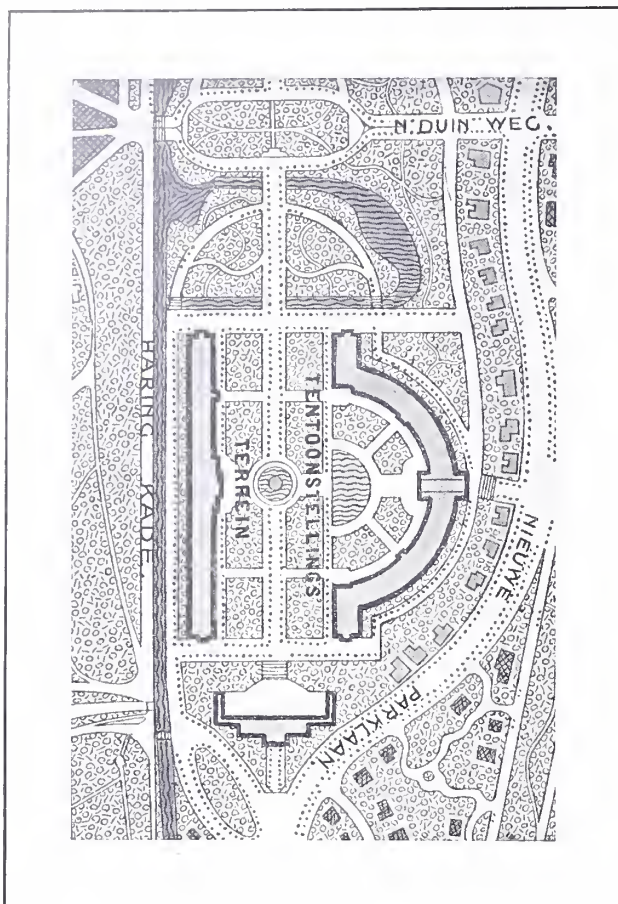 N. DUIN WEG.
HARING KADE.
TENTOONSTELLINGS
TERREIN
NIEUWE PARKLAAN